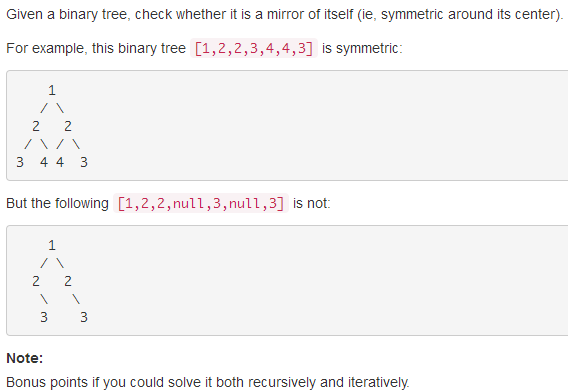 Given a binary tree, check whether it is a mirror of itself (ie, symmetric around its center).
For example, this binary tree [1,2,2,3,4,4,3] is symmetric:
    1
   / \
  2   2
 / \ / \
3  4 4  3
But the following [1,2,2,null,3,null,3] is not:
    1
   / \
  2   2
   \   \
   3    3
Note:
Bonus points if you could solve it both recursively and iteratively.